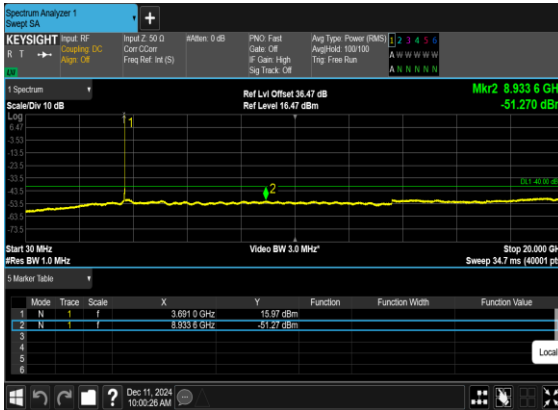 Spectrum Analyzer 1
Swept SA
+
KEYSIGHT Input: RF Input Z: 50 Ω #Atten: 0 dB PNO: Fast Avg Type: Power (RMS) 1 2 3 4 5 6
R T Coupling: DC Corr CCorr Gate: Off Avg|Hold: 100/100 A W W W W W
Align: Off Freq Ref: Int (S) IF Gain: High Trig: Free Run
Sig Track: Off A N N N N N
LXI
1 Spectrum Ref Lvl Offset 36.47 dB Mkr2 8.933 6 GH
Scale/Div 10 dB Ref Level 16.47 dBm -51.270 dB
Log
6.47
-3.53
-13.5
-23.5
-33.5
-43.5
-53.5
-63.5
-73.5
1
2
DL1 -40.00 dB
Start 30 MHz Video BW 3.0 MHz* Stop 20.000 GH
#Res BW 1.0 MHz Sweep 34.7 ms (40001 pt
5 Marker Table
Mode Trace Scale X Y Function Function Width Function Value
1 N 1 f 3.691 0 GHz 15.97 dBm
2 N 1 f 8.933 6 GHz -51.27 dBm
3
4
5
6
Local
? Dec 11, 2024
10:00:26 AM